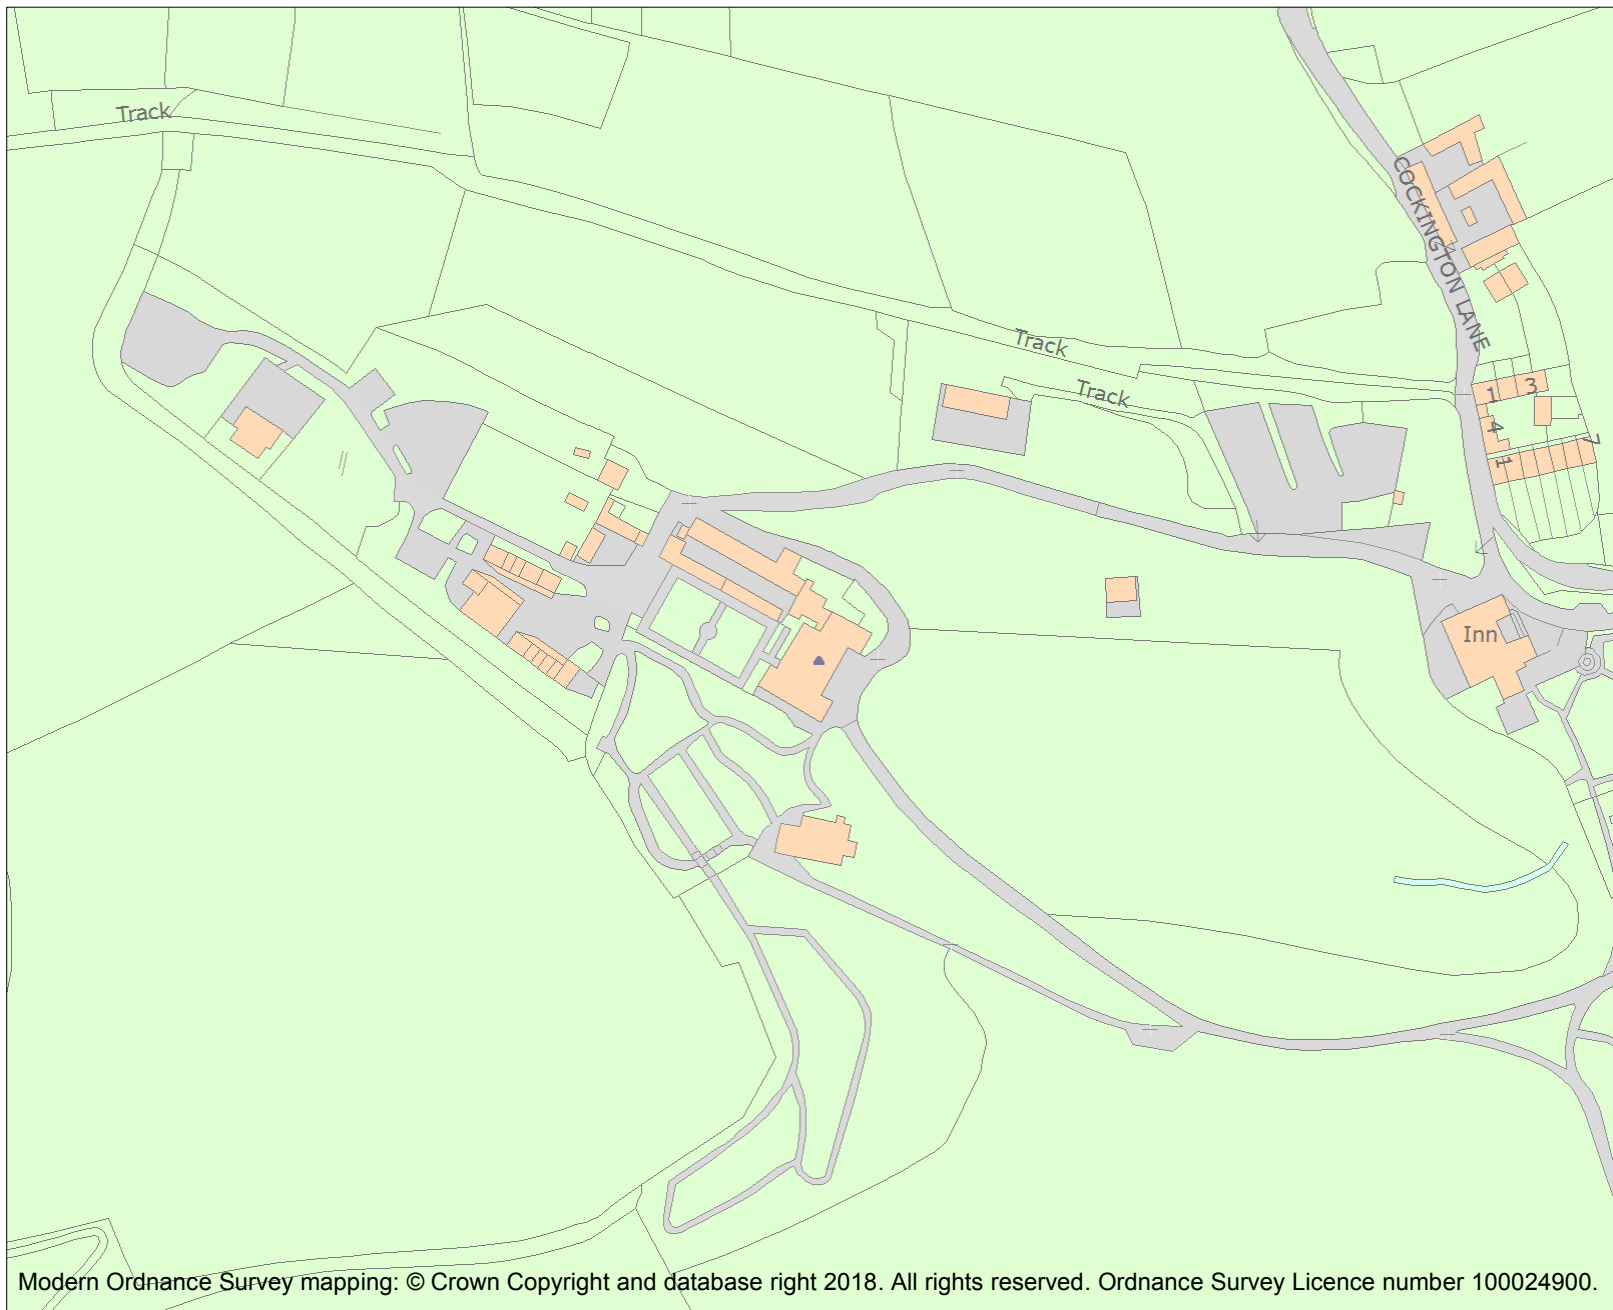 Track
COCKINGTON LANE
Track
Track
1
3
4
7
1
Inn
Modern Ordnance Survey mapping: © Crown Copyright and database right 2018. All rights reserved. Ordnance Survey Licence number 100024900.